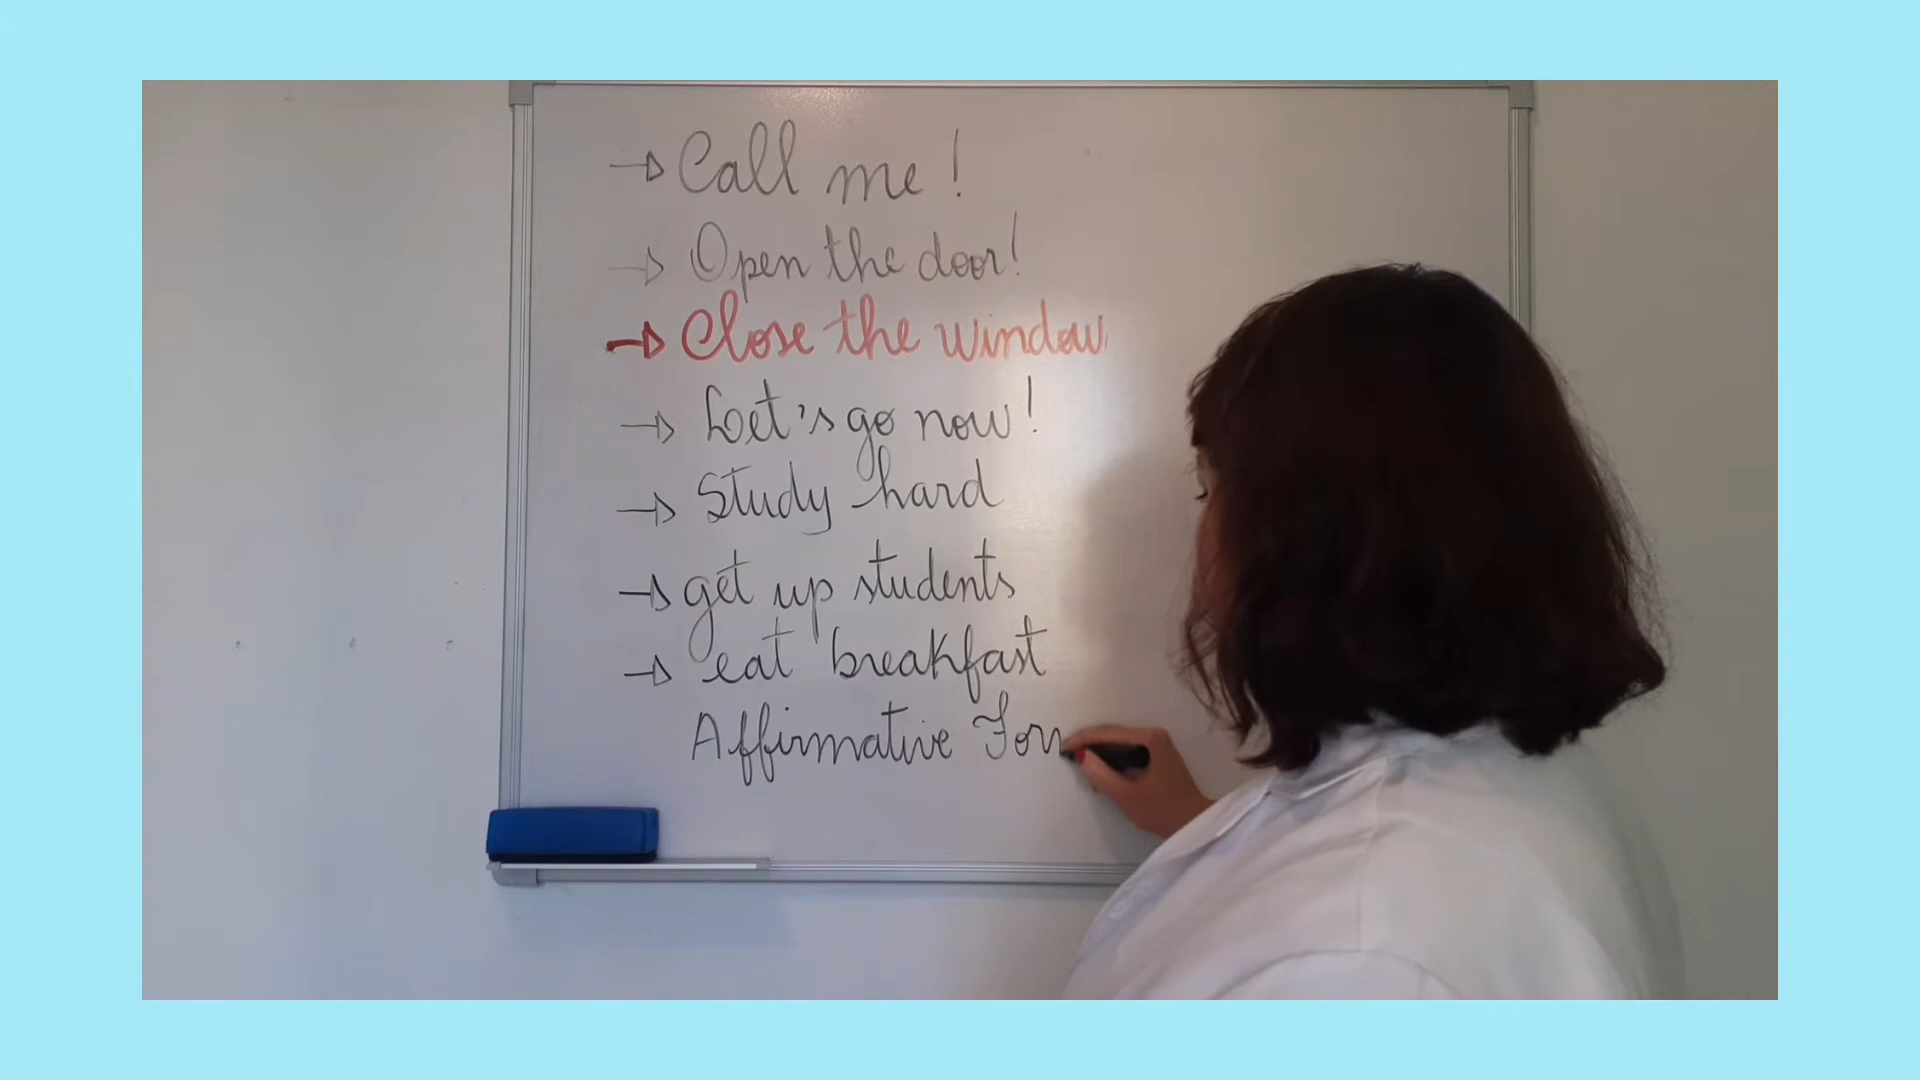 → Call me!
→ Open the door!
→ Close the window
→ Let's go now!
→ Study hard
→ get up students
→ eat breakfast
Affirmative For